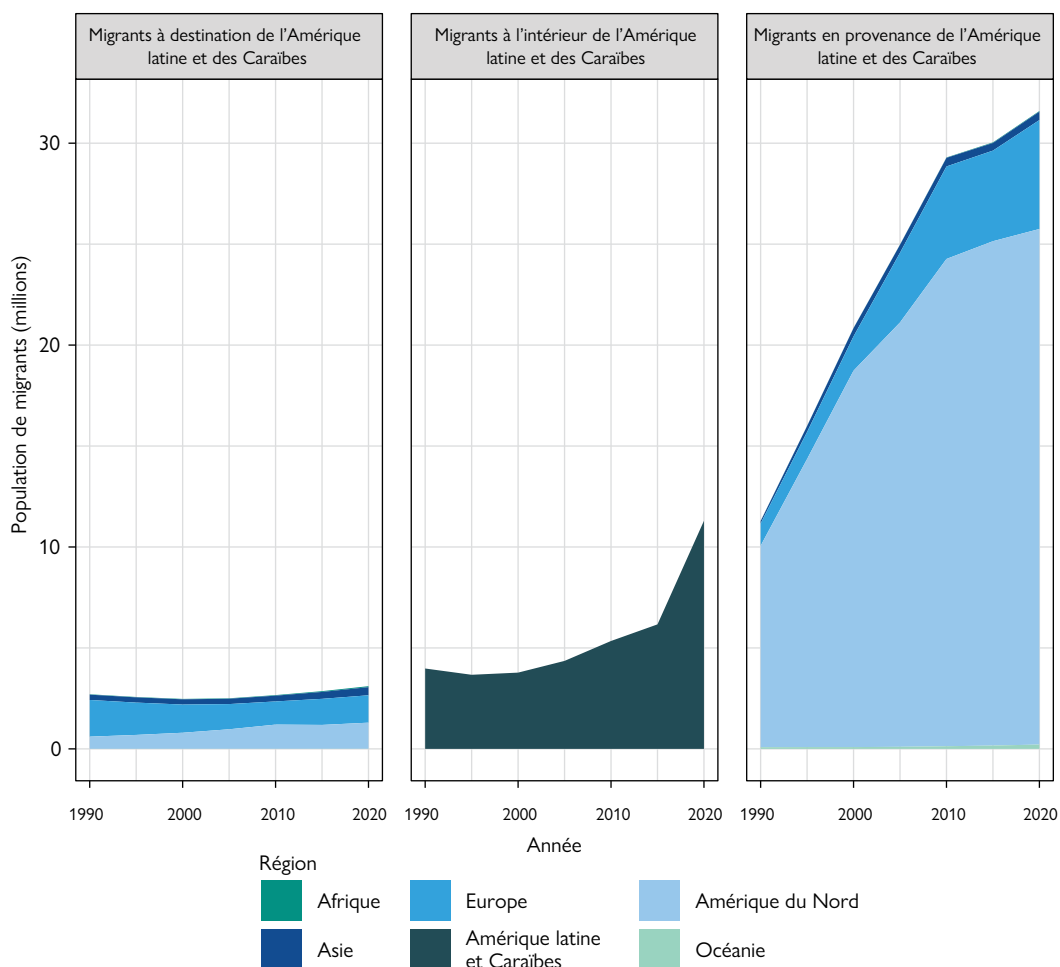 Migrants à destination de l'Amérique
latine et des Caraïbes
Migrants à l'intérieur de l'Amérique
latine et des Caraïbes
Migrants en provenance de l'Amérique
latine et des Caraïbes
Population de migrants (millions)
30
20
10
0
1990 2000 2010 2020
1990 2000 2010 2020
1990 2000 2010 2020
Année
Région
Afrique
Europe
Amérique du Nord
Asie
Amérique latine
et Caraïbes
Océanie